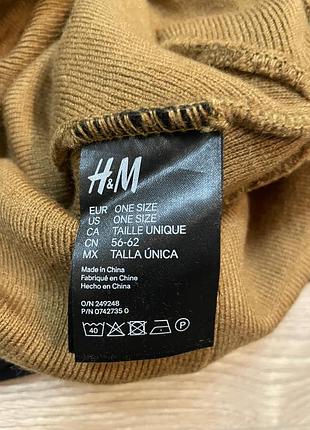 H&M
EUR ONE SIZE
US ONE SIZE
CA TAILLE UNIQUE
CN 56-62
MX TALLA ÚNICA
Made in China
Fabriqué en Chine
Hecho en China
O/N 249248
P/N 0742735 0
40 P